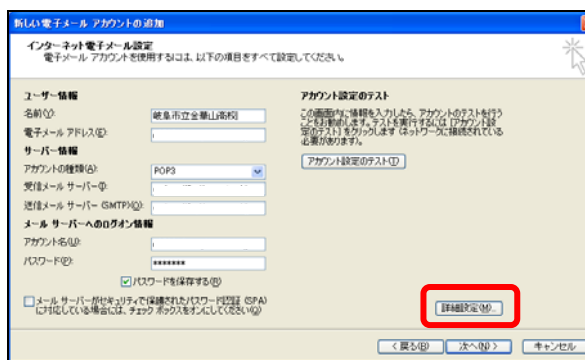 新しい電子メール アカウントの追加
インターネット電子メール設定
電子メール アカウントを使用するには、以下の項目をすべて設定してください。
ユーザー情報
名前(Y):
岐阜市立金華山高校
電子メール アドレス(E):
サーバー情報
アカウントの種類(A):
POP3
受信メール サーバー(I):
送信メール サーバー (SMTP)(O):
メール サーバーへのログオン情報
アカウント名(U):
パスワード(P):
*******
パスワードを保存する(R)
メール サーバーがセキュリティで保護されたパスワード認証 (SPA)
に対応している場合には、チェック ボックスをオンにしてください(Q)
アカウント設定のテスト
この画面内に情報を入力したら、アカウントのテストを行う
ことをお勧めします。テストを実行するには [アカウント設
定のテスト] をクリックします (ネットワークに接続されている
必要があります)。
アカウント設定のテスト(T)
詳細設定(M)...
< 戻る(B)
次へ(N) >
キャンセル